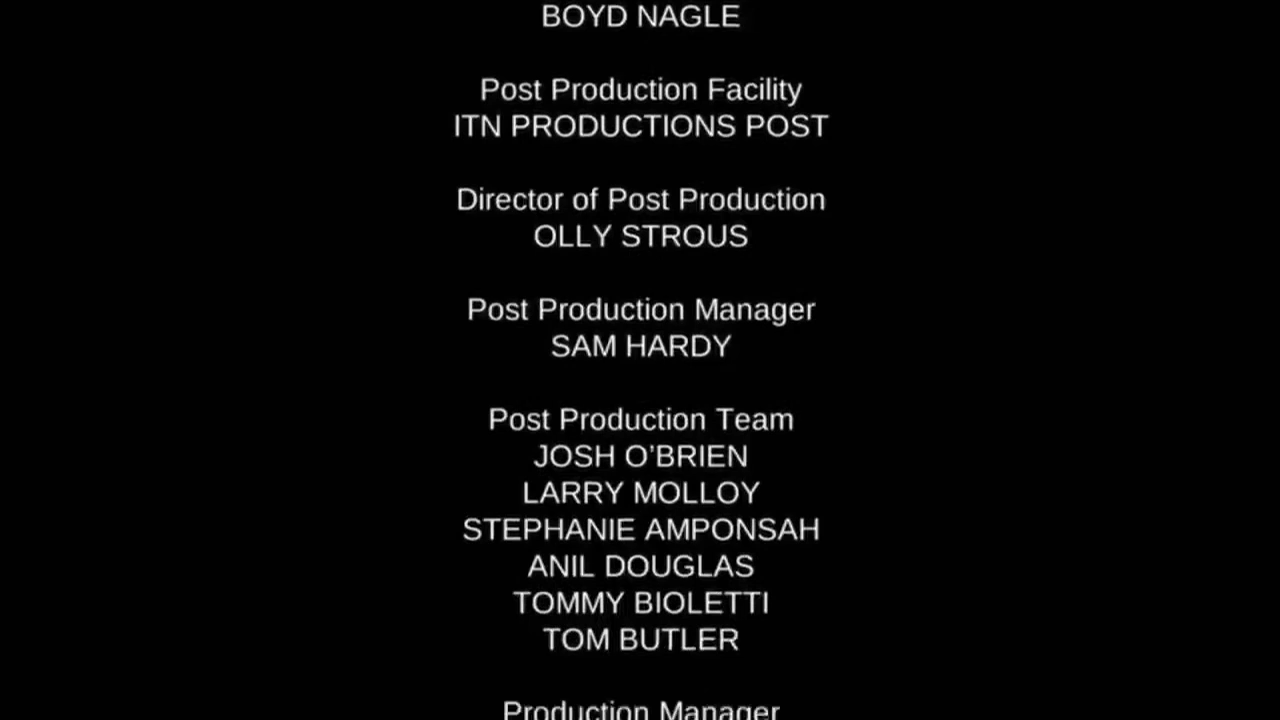 BOYD NAGLE
Post Production Facility
ITN PRODUCTIONS POST
Director of Post Production
OLLY STROUS
Post Production Manager
SAM HARDY
Post Production Team
JOSH O’BRIEN
LARRY MOLLOY
STEPHANIE AMPONSAH
ANIL DOUGLAS
TOMMY BIOLETTI
TOM BUTLER
Production Manager